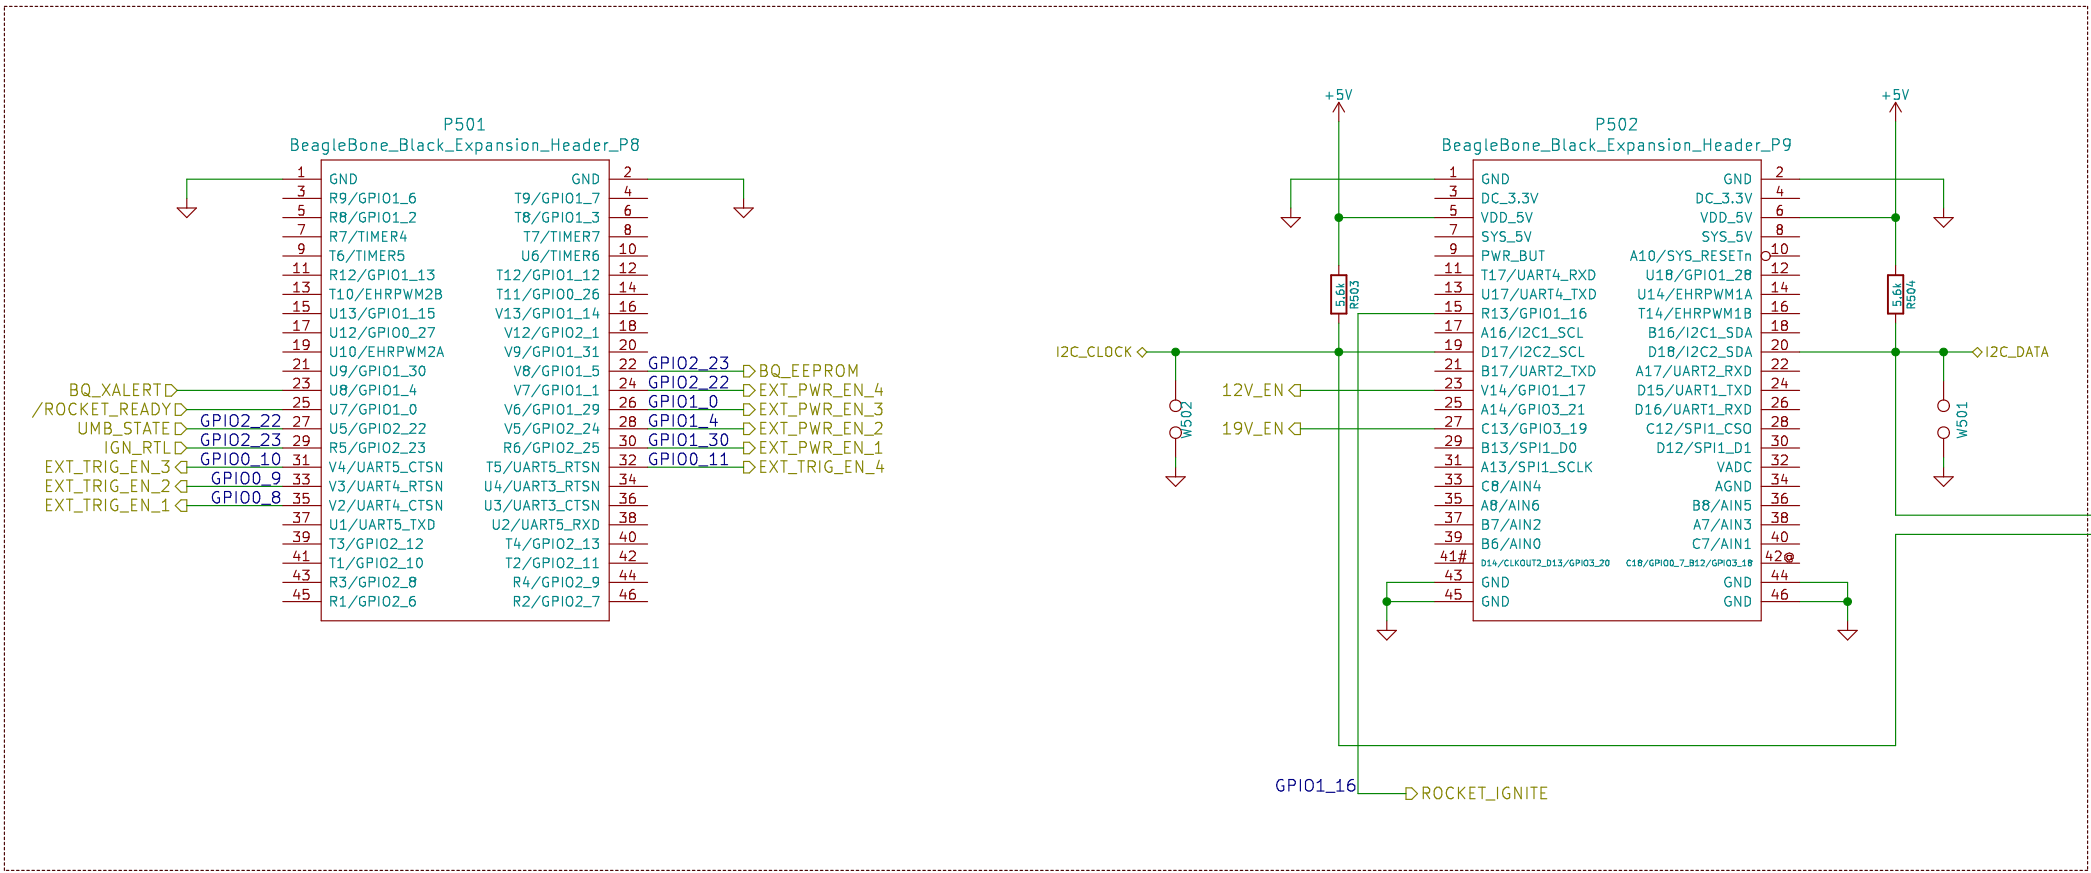 P501
BeagleBone_Black_Expansion_Header_P8
1 GND GND 2
3 R9/GPIO1_6 T9/GPIO1_7 4
5 R8/GPIO1_2 T8/GPIO1_3 6
7 R7/TIMER4 T7/TIMER7 8
9 T6/TIMER5 U6/TIMER6 10
11 R12/GPIO1_13 T12/GPIO1_12 12
13 T10/EHRPWM2B T11/GPIO0_26 14
15 U13/GPIO1_15 V13/GPIO1_14 16
17 U12/GPIO0_27 V12/GPIO2_1 18
19 U10/EHRPWM2A V9/GPIO1_31 20
21 U9/GPIO1_30 V8/GPIO1_5 22 GPIO2_23 BQ_EEPROM
BQ_XALERT 23 U8/GPIO1_4 V7/GPIO1_1 24 GPIO2_22 EXT_PWR_EN_4
/ROCKET_READY 25 U7/GPIO1_0 V6/GPIO1_29 26 GPIO1_0 EXT_PWR_EN_3
UMB_STATE GPIO2_22 27 U5/GPIO2_22 V5/GPIO2_24 28 GPIO1_4 EXT_PWR_EN_2
IGN_RTL GPIO2_23 29 R5/GPIO2_23 R6/GPIO2_25 30 GPIO1_30 EXT_PWR_EN_1
EXT_TRIG_EN_3 GPIO0_10 31 V4/UART5_CTSN T5/UART5_RTSN 32 GPIO0_11 EXT_TRIG_EN_4
EXT_TRIG_EN_2 GPIO0_9 33 V3/UART4_RTSN U4/UART3_RTSN 34
EXT_TRIG_EN_1 GPIO0_8 35 V2/UART4_CTSN U3/UART3_CTSN 36
37 U1/UART5_TXD U2/UART5_RXD 38
39 T3/GPIO2_12 T4/GPIO2_13 40
41 T1/GPIO2_10 T2/GPIO2_11 42
43 R3/GPIO2_8 R4/GPIO2_9 44
45 R1/GPIO2_6 R2/GPIO2_7 46
+5V +5V
P502
BeagleBone_Black_Expansion_Header_P9
1 GND GND 2
3 DC_3.3V DC_3.3V 4
5 VDD_5V VDD_5V 6
7 SYS_5V SYS_5V 8
9 PWR_BUT A10/SYS_RESETn 10
11 T17/UART4_RXD U18/GPIO1_28 12
5.6k R503 13 U17/UART4_TXD U14/EHRPWM1A 14 5.6k R504
15 R13/GPIO1_16 T14/EHRPWM1B 16
17 A16/I2C1_SCL B16/I2C1_SDA 18
I2C_CLOCK 19 D17/I2C2_SCL D18/I2C2_SDA 20 I2C_DATA
21 B17/UART2_TXD A17/UART2_RXD 22
12V_EN 23 V14/GPIO1_17 D15/UART1_TXD 24
W502 25 A14/GPIO3_21 D16/UART1_RXD 26 W501
19V_EN 27 C13/GPIO3_19 C12/SPI1_CSO 28
29 B13/SPI1_D0 D12/SPI1_D1 30
31 A13/SPI1_SCLK VADC 32
33 C8/AIN4 AGND 34
35 A8/AIN6 B8/AIN5 36
37 B7/AIN2 A7/AIN3 38
39 B6/AIN0 C7/AIN1 40
41# D14/CLKOUT2_D13/GPIO3_20 C18/GPIO0_7_B12/GPIO3_18 42@
43 GND GND 44
45 GND GND 46
GPIO1_16 ROCKET_IGNITE